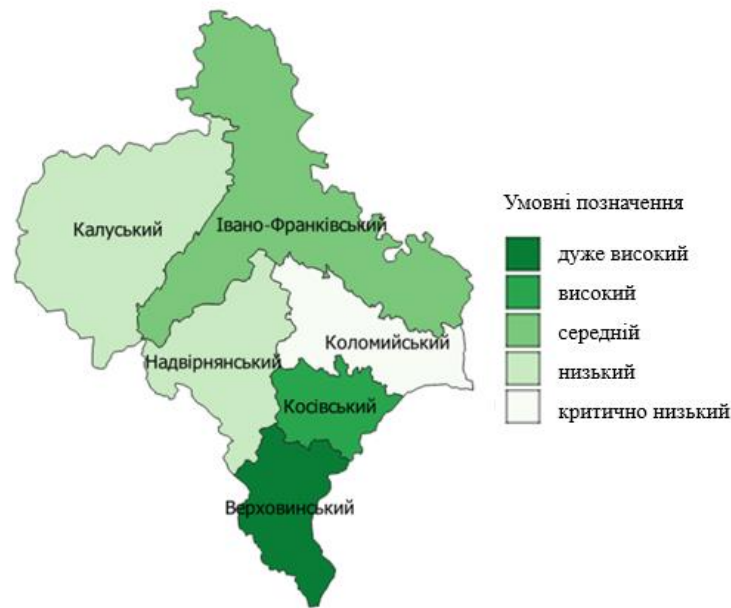 Калуський
Івано-Франківський
Надвірнянський
Коломийський
Косівський
Верховинський
Умовні позначення
дуже високий
високий
середній
низький
критично низький